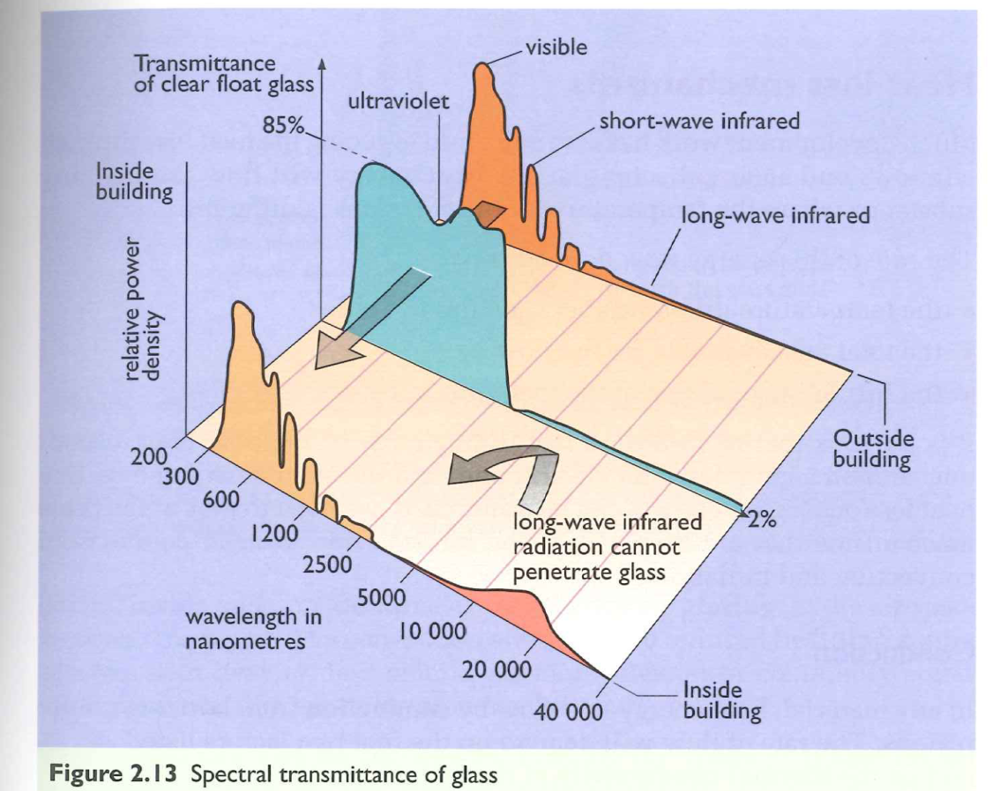 visible
Transmittance
of clear float glass
ultraviolet
85%
short-wave infrared
Inside
building
long-wave infrared
relative power
density
Outside
building
200
300
600
1200
2500
5000
10 000
20 000
40 000
2%
long-wave infrared
radiation cannot
penetrate glass
wavelength in
nanometres
Inside
building
Figure 2.13 Spectral transmittance of glass